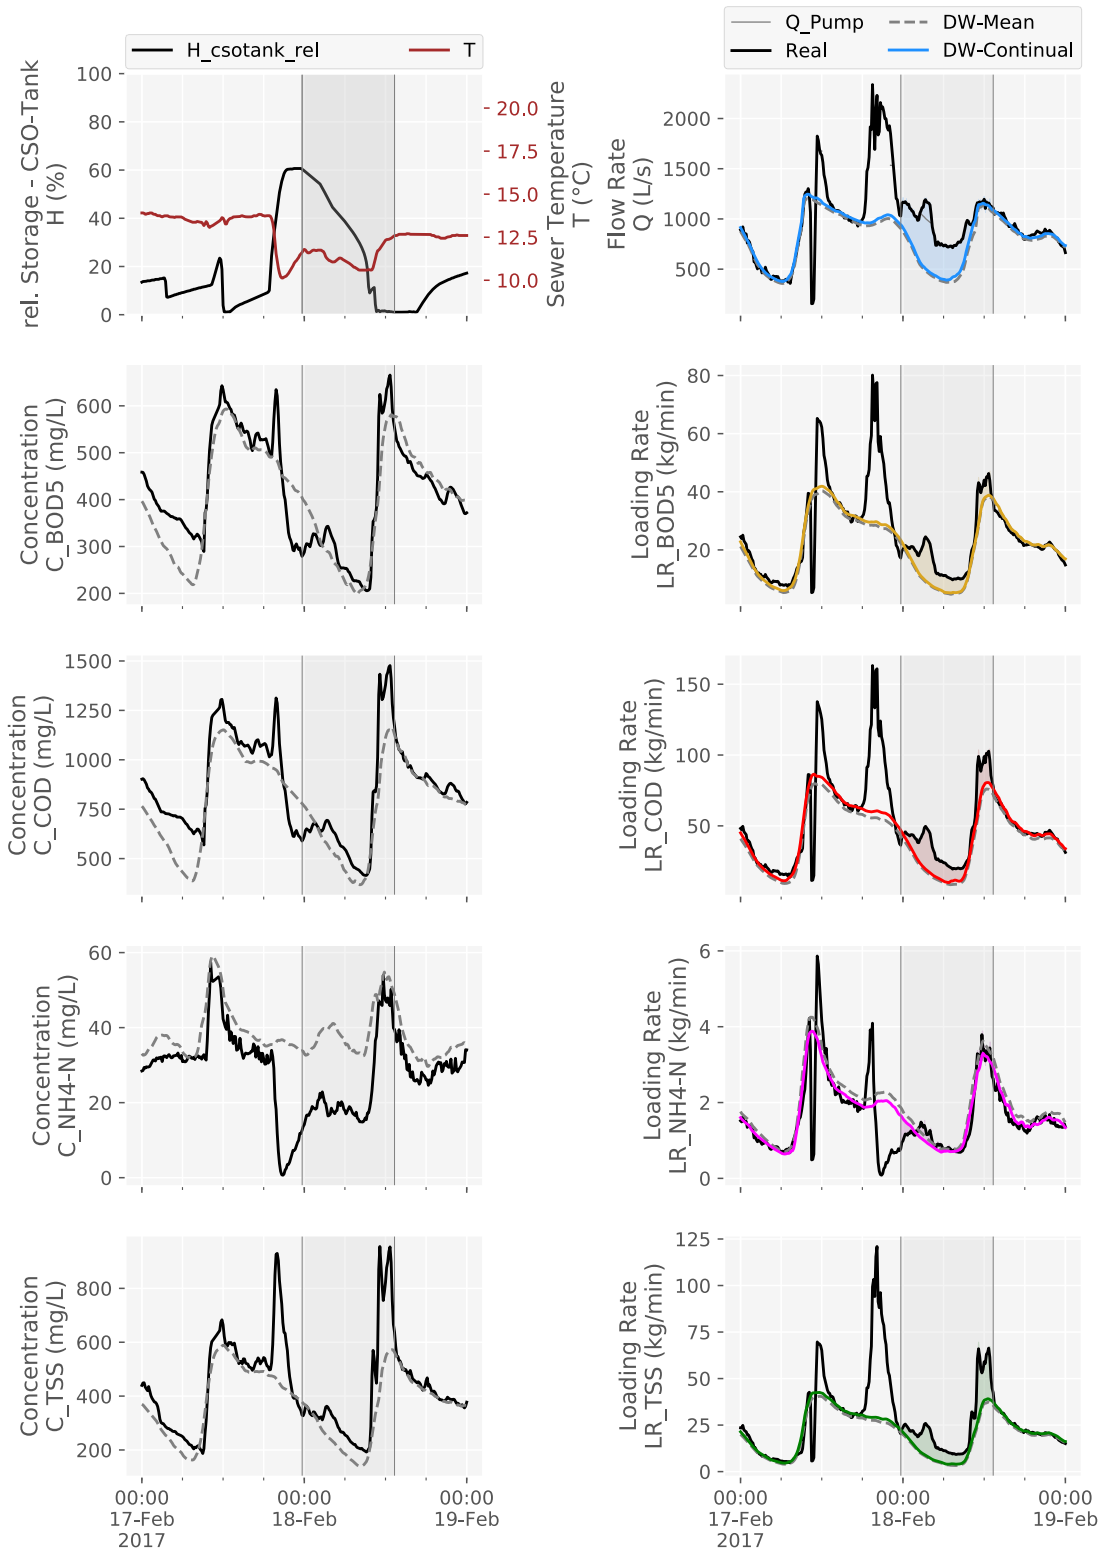 H_csotank_rel
T
Q_Pump
Real
DW-Mean
DW-Continual
rel. Storage - CSO-Tank
H (%)
100
80
60
40
20
0
Sewer Temperature
T (°C)
20.0
17.5
15.0
12.5
10.0
Flow Rate
Q (L/s)
2000
1500
1000
500
Concentration
C_BOD5 (mg/L)
600
500
400
300
200
Loading Rate
LR_BOD5 (kg/min)
80
60
40
20
Concentration
C_COD (mg/L)
1500
1250
1000
750
500
Loading Rate
LR_COD (kg/min)
150
100
50
Concentration
C_NH4-N (mg/L)
60
40
20
0
Loading Rate
LR_NH4-N (kg/min)
6
4
2
0
Concentration
C_TSS (mg/L)
800
600
400
200
Loading Rate
LR_TSS (kg/min)
125
100
75
50
25
0
00:00
17-Feb
2017
00:00
18-Feb
00:00
19-Feb
00:00
17-Feb
2017
00:00
18-Feb
00:00
19-Feb